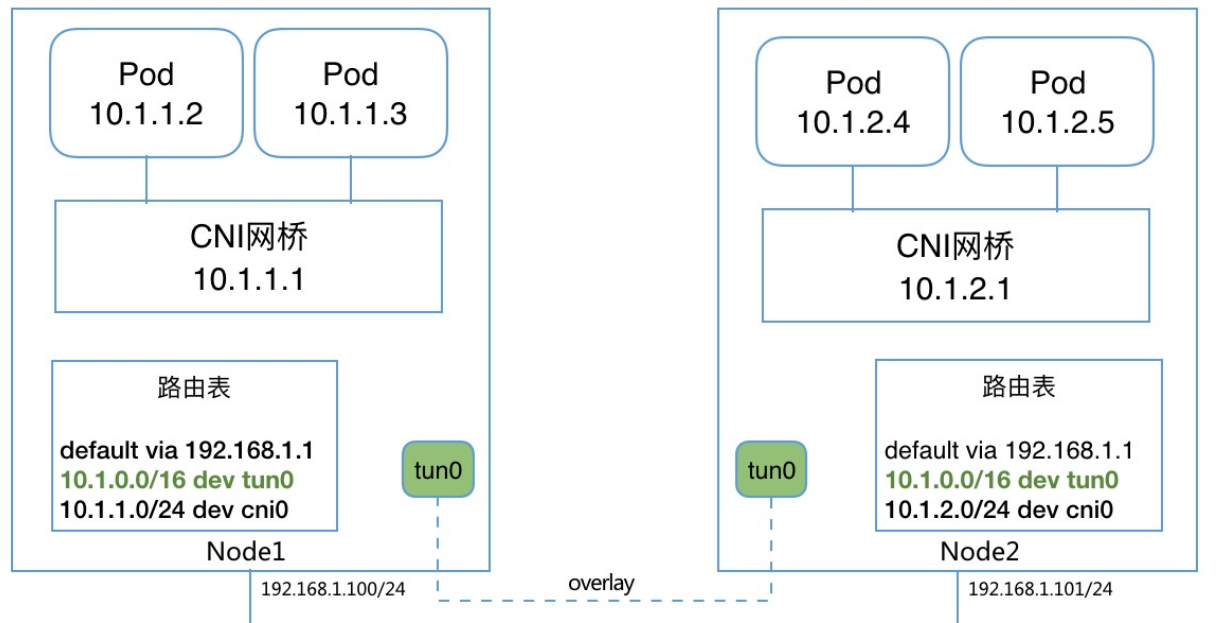 Pod
10.1.1.2
Pod
10.1.1.3
CNI网桥
10.1.1.1
路由表
default via 192.168.1.1
10.1.0.0/16 dev tun0
10.1.1.0/24 dev cni0
tun0
Node1
192.168.1.100/24
overlay
Pod
10.1.2.4
Pod
10.1.2.5
CNI网桥
10.1.2.1
tun0
路由表
default via 192.168.1.1
10.1.0.0/16 dev tun0
10.1.2.0/24 dev cni0
Node2
192.168.1.101/24